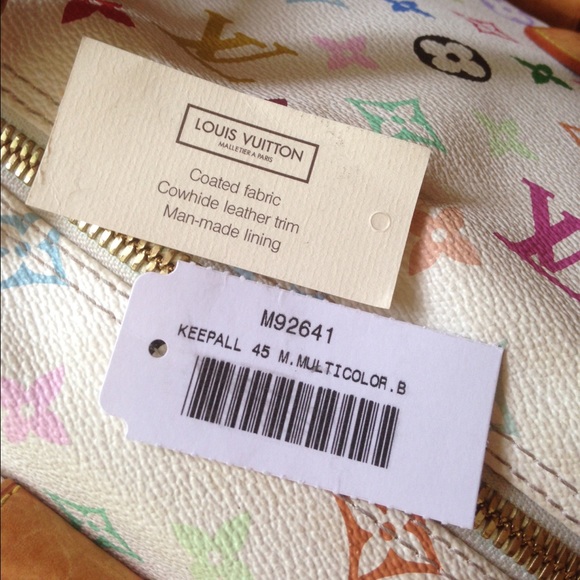 LOUIS VUITTON
MALLETIER A PARIS
Coated fabric
Cowhide leather trim
Man-made lining
M92641
KEEPALL 45 M.MULTICOLOR.B